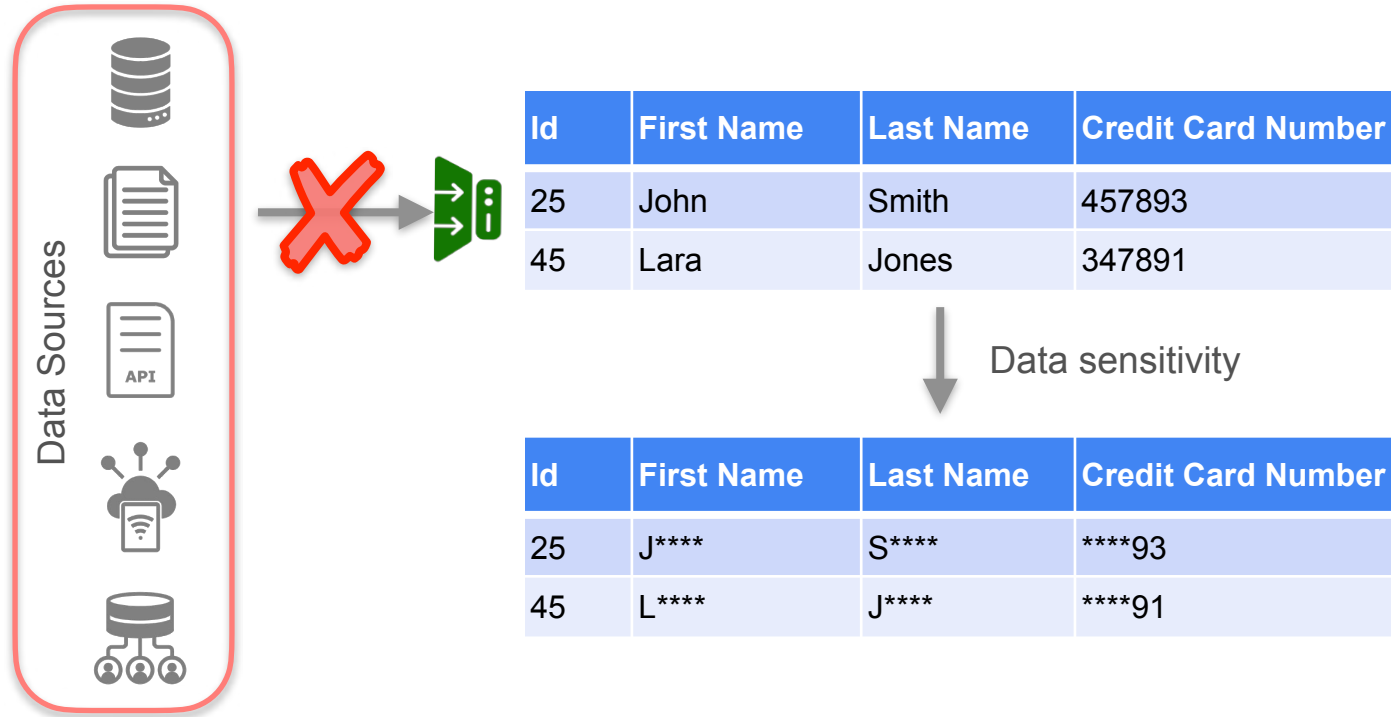 Data Sources
API
Id First Name Last Name Credit Card Number
25 John Smith 457893
45 Lara Jones 347891
Data sensitivity
Id First Name Last Name Credit Card Number
25 J**** S**** ****93
45 L**** J**** ****91